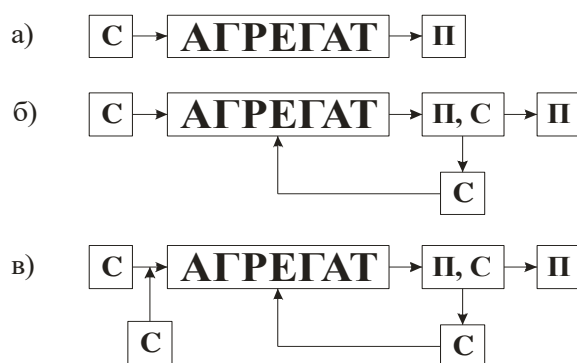 а) С АГРЕГАТ П
б) С АГРЕГАТ П, С П
С
в) С АГРЕГАТ П, С П
С С